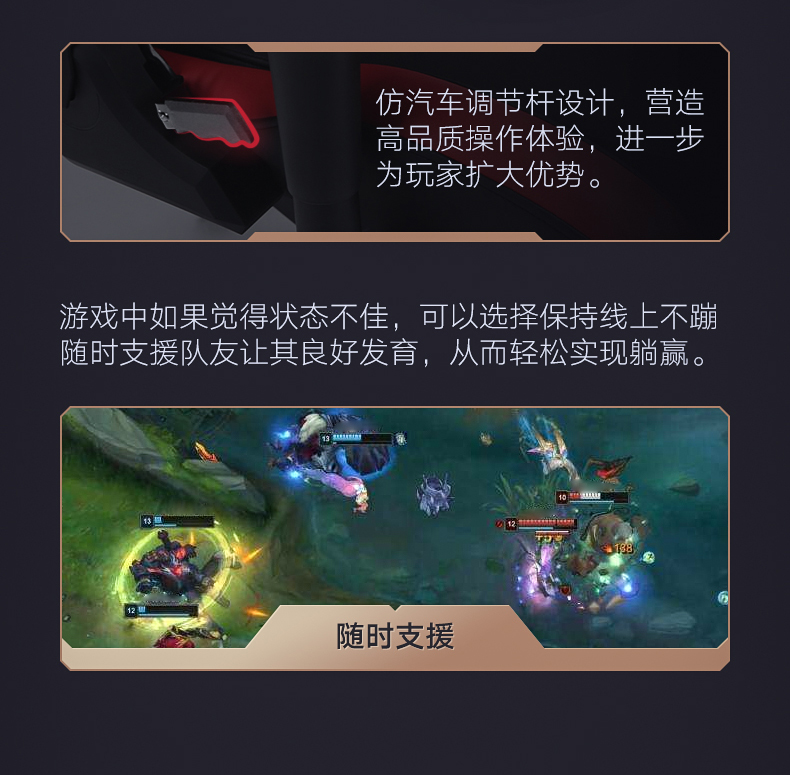 仿汽车调节杆设计，营造
高品质操作体验，进一步
为玩家扩大优势。
游戏中如果觉得状态不佳，可以选择保持线上不蹦
随时支援队友让其良好发育，从而轻松实现躺赢。
13
13
10
12
138
12
随时支援